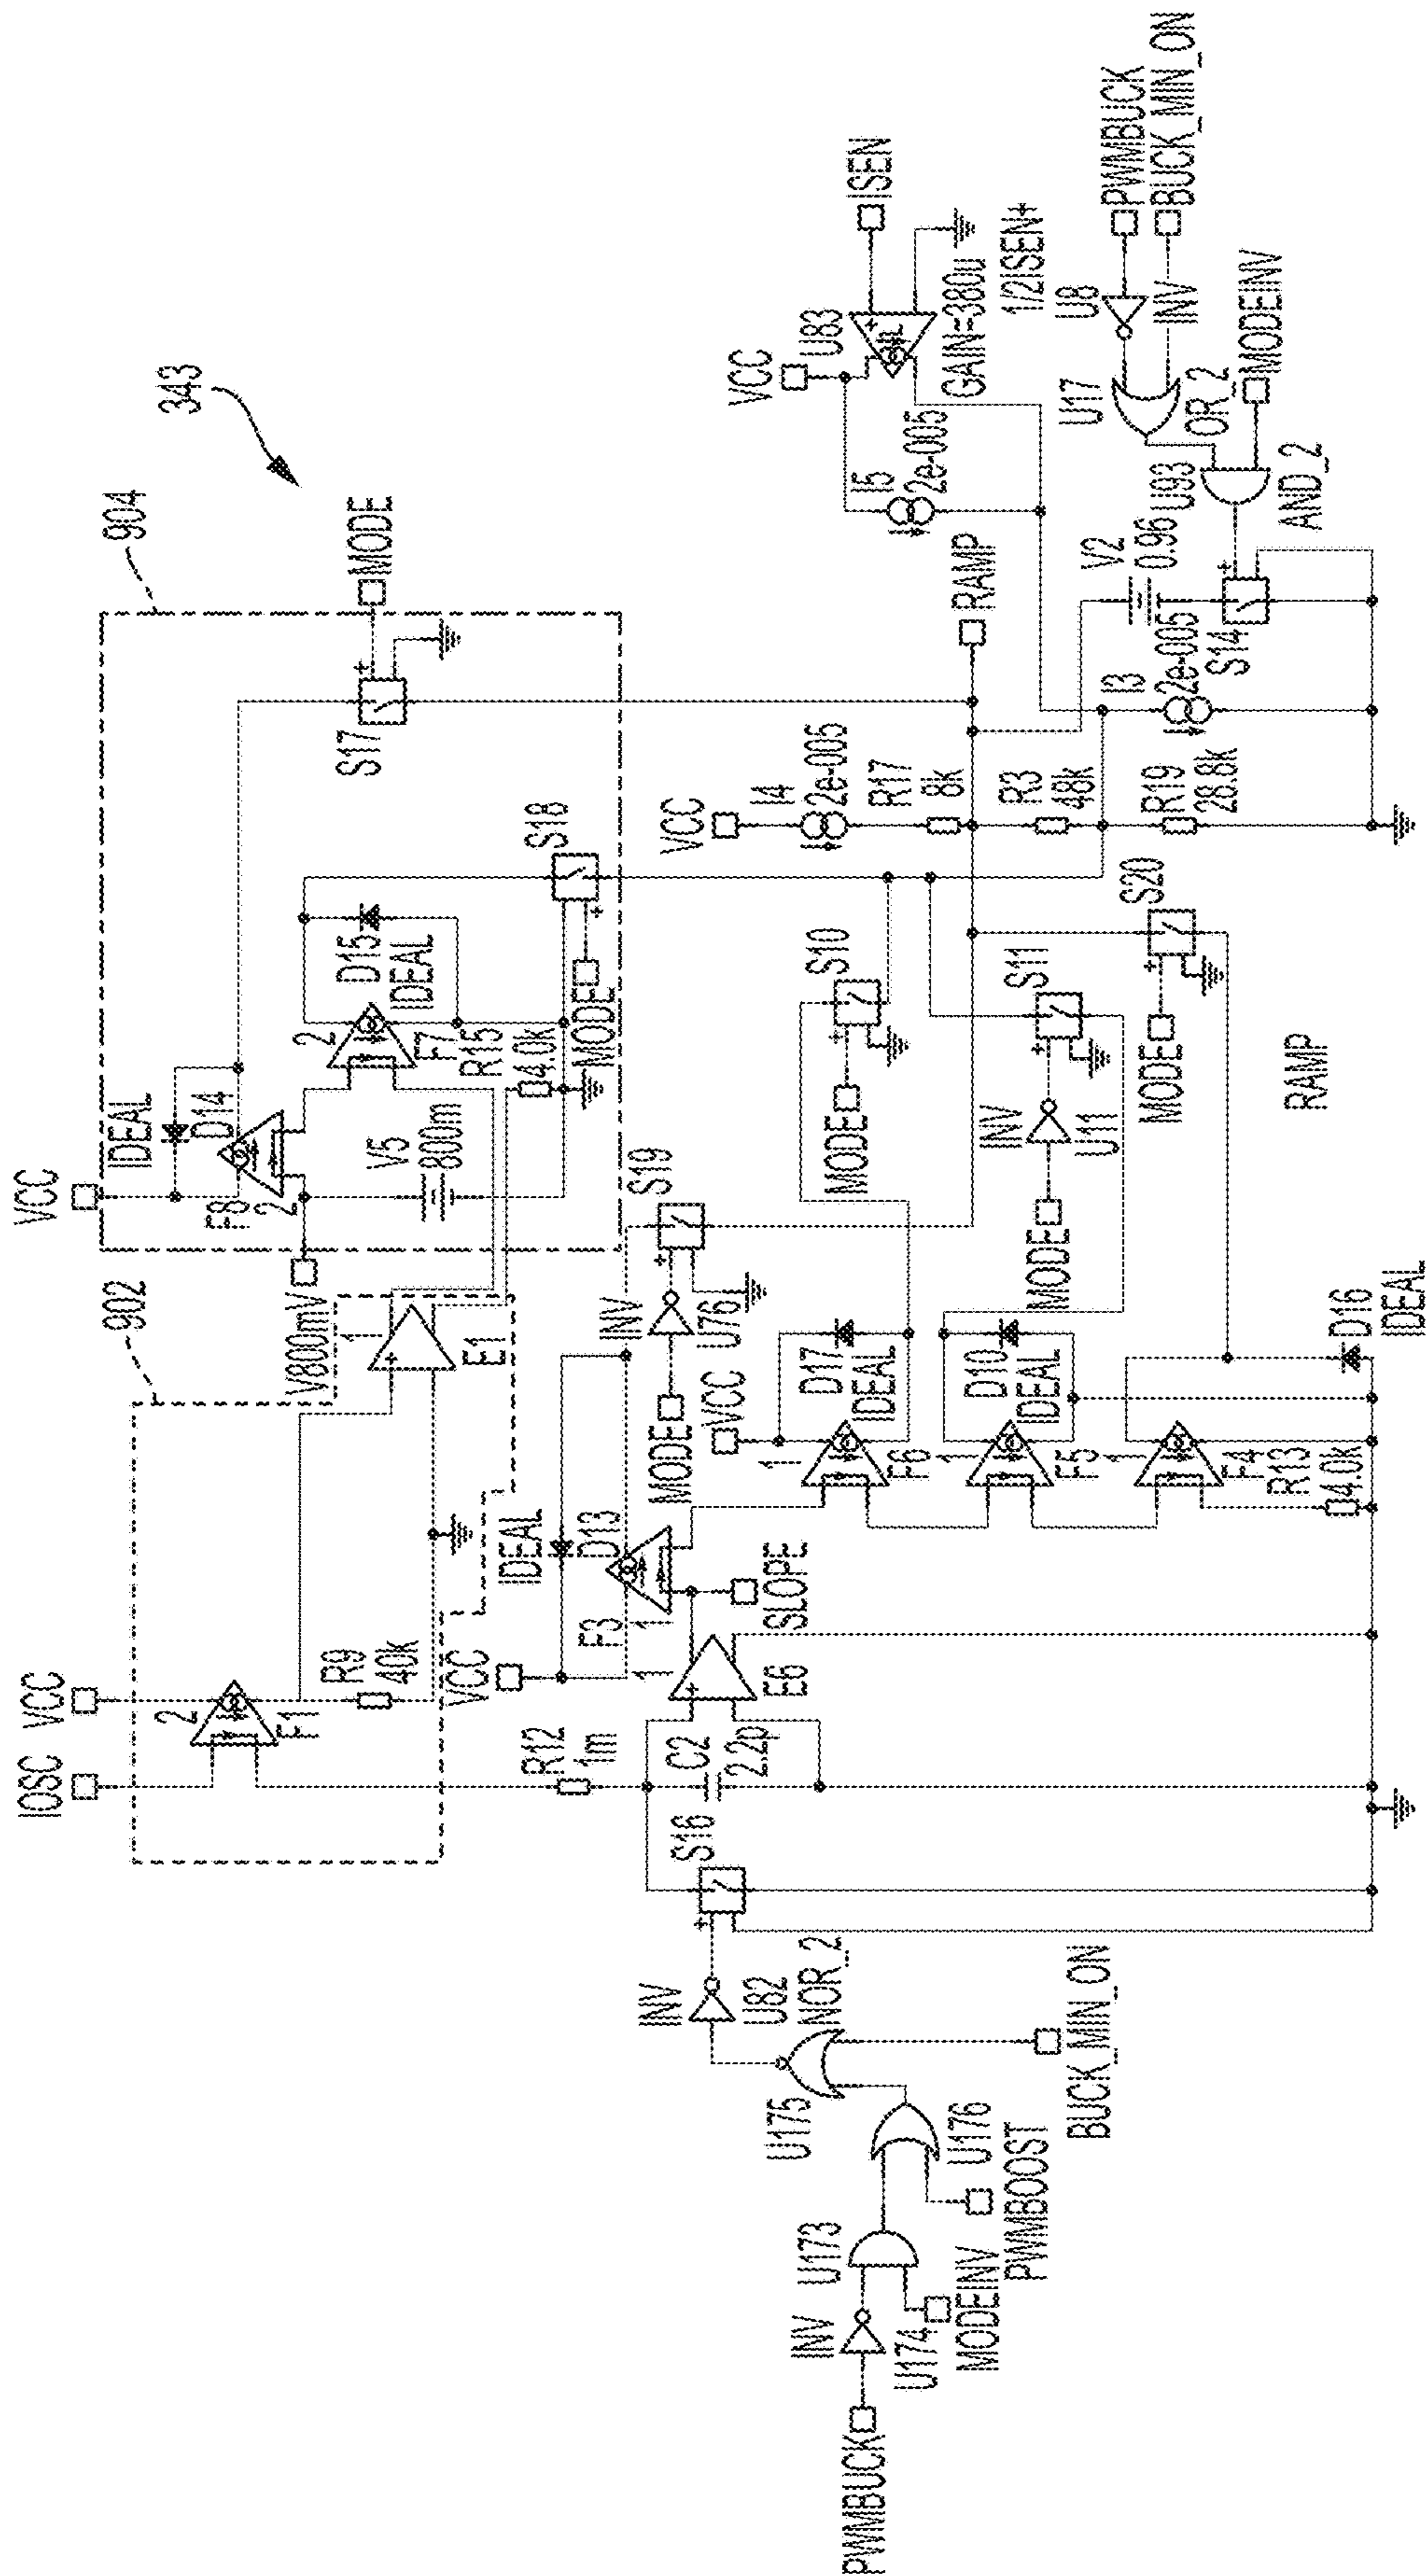 343
904
902
VCC
IDEAL
D14
F8
2
V800mV
V5
800m
2
F7
D15
IDEAL
R15
4.0k
MODE
S18
S17
MODE
IOSC
VCC
2
F1
R9
40k
1
E1
VCC
IDEAL
D13
F3
1
INV
MODE
U76
S19
R12
1m
C2
2.2p
1
E6
SLOPE
S16
PWMBUCK
INV
U174
MODEINV
U173
U176
PWMBOOST
U175
NOR_2
BUCK_MIN_ON
INV
U82
VCC
1
F6
D17
IDEAL
1
F5
D10
IDEAL
1
F4
R13
4.0k
D16
IDEAL
MODE
S10
MODE
INV
U11
S11
MODE
S20
RAMP
VCC
I4
2e-005
R17
8k
RAMP
R3
48k
R19
28.8k
I3
2e-005
V2
0.96
S14
VCC
I5
2e-005
U83
ISEN
GAIN=380u
1/2ISEN+
U8
INV
PWMBUCK
BUCK_MIN_ON
U17
OR_2
MODEINV
U93
AND_2